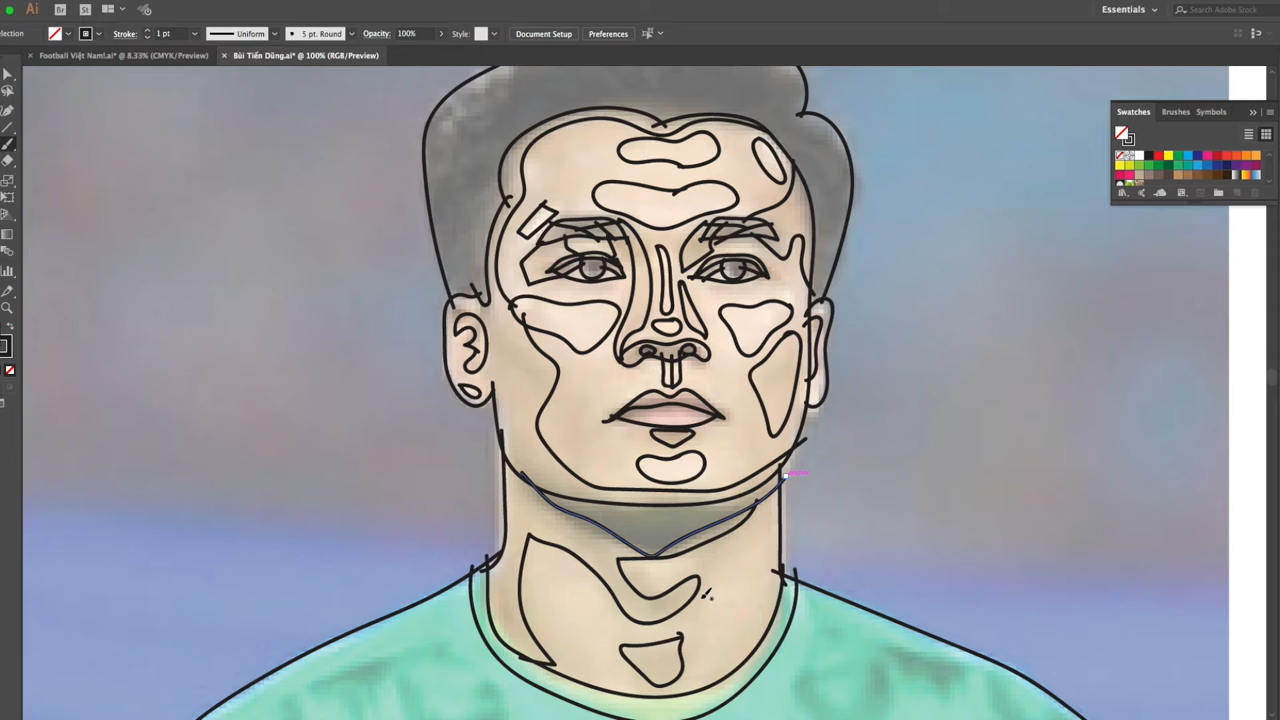 Ai Br St Essentials Search Adobe Stock
election Stroke: 1 pt Uniform 5 pt. Round Opacity: 100% Style: Document Setup Preferences
× Football Việt Nam!.ai* @ 8.33% (CMYK/Preview) × Bùi Tiến Dũng.ai* @ 100% (RGB/Preview)
Swatches Brushes Symbols